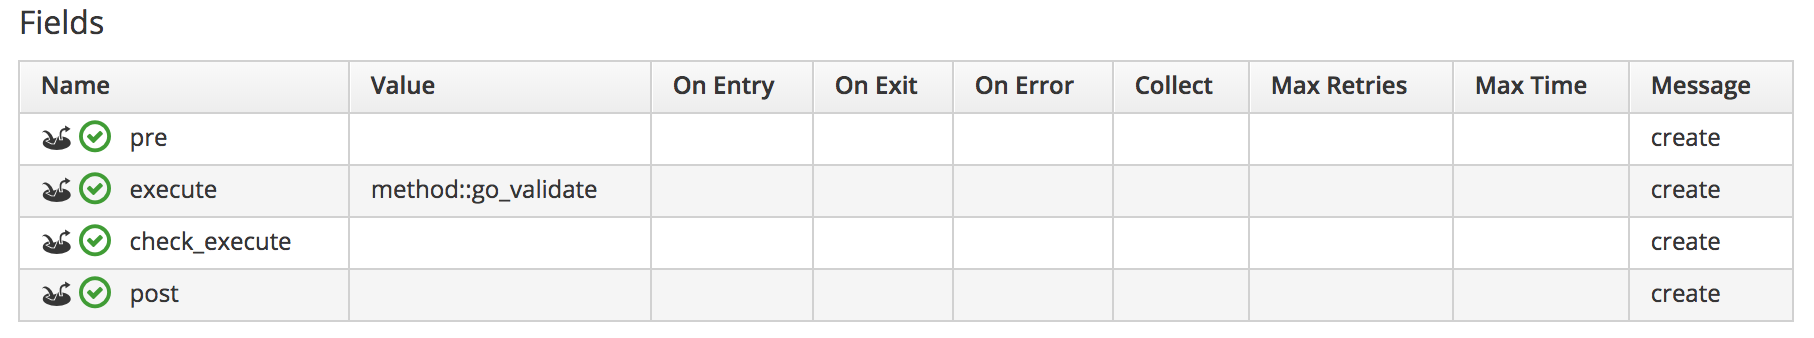 Fields
Name Value On Entry On Exit On Error Collect Max Retries Max Time Message
pre create
execute method::go_validate create
check_execute create
post create